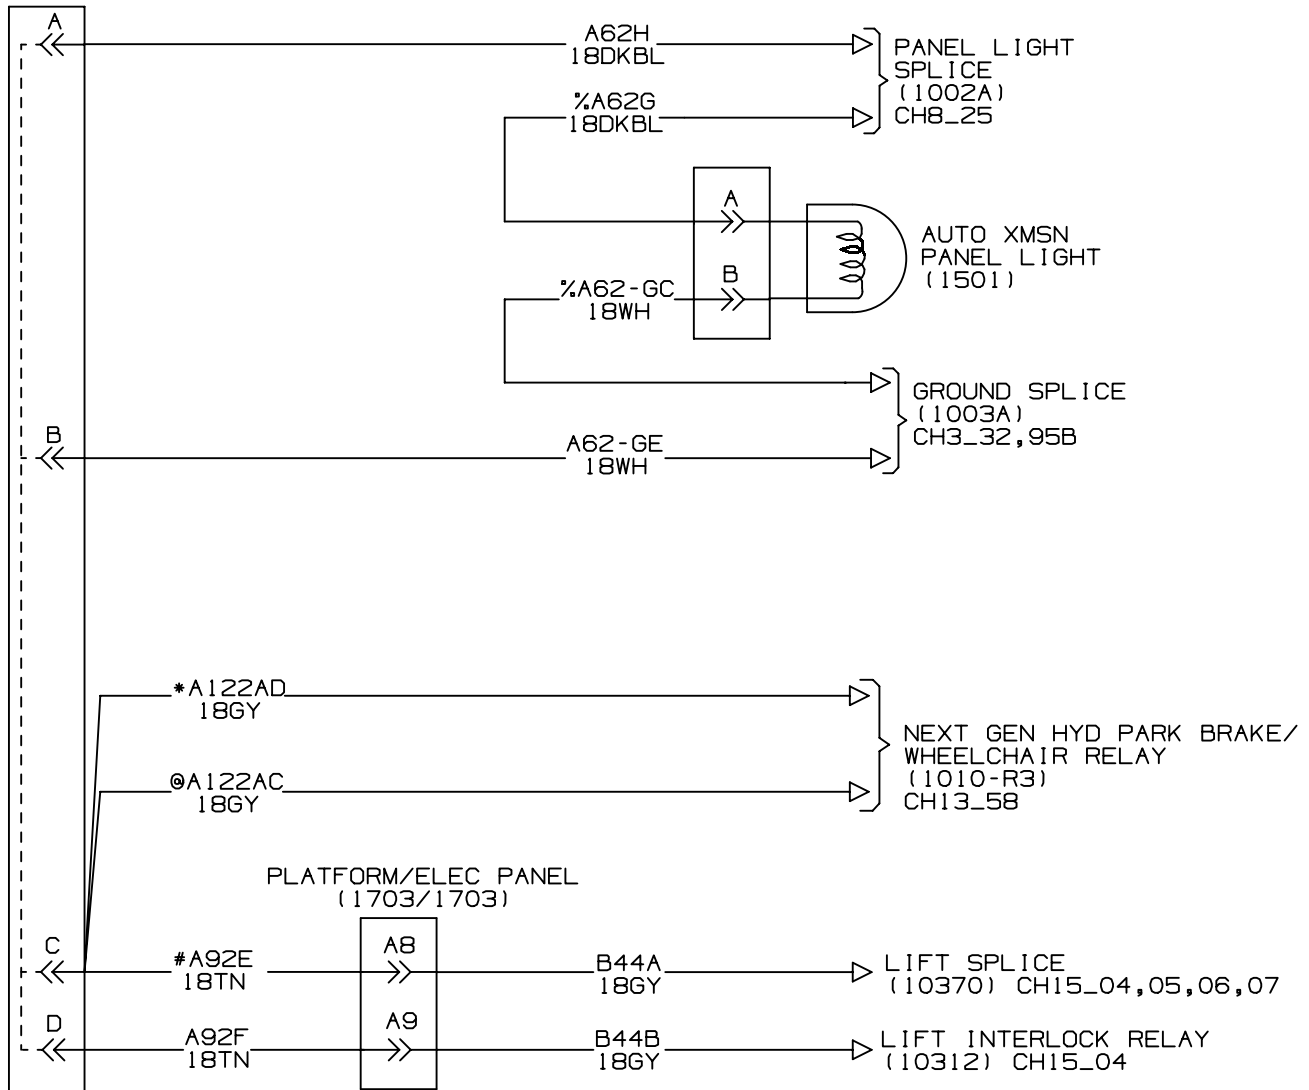 A
A62H
18DKBL
PANEL LIGHT
SPLICE
(1002A)
CH8_25
%A62G
18DKBL
A
AUTO XMSN
PANEL LIGHT
(1501)
B
%A62-GC
18WH
GROUND SPLICE
(1003A)
CH3_32,95B
B
A62-GE
18WH
*A122AD
18GY
NEXT GEN HYD PARK BRAKE/
WHEELCHAIR RELAY
(1010-R3)
CH13_58
@A122AC
18GY
PLATFORM/ELEC PANEL
(1703/1703)
C
#A92E
18TN
A8
B44A
18GY
LIFT SPLICE
(10370) CH15_04,05,06,07
D
A92F
18TN
A9
B44B
18GY
LIFT INTERLOCK RELAY
(10312) CH15_04